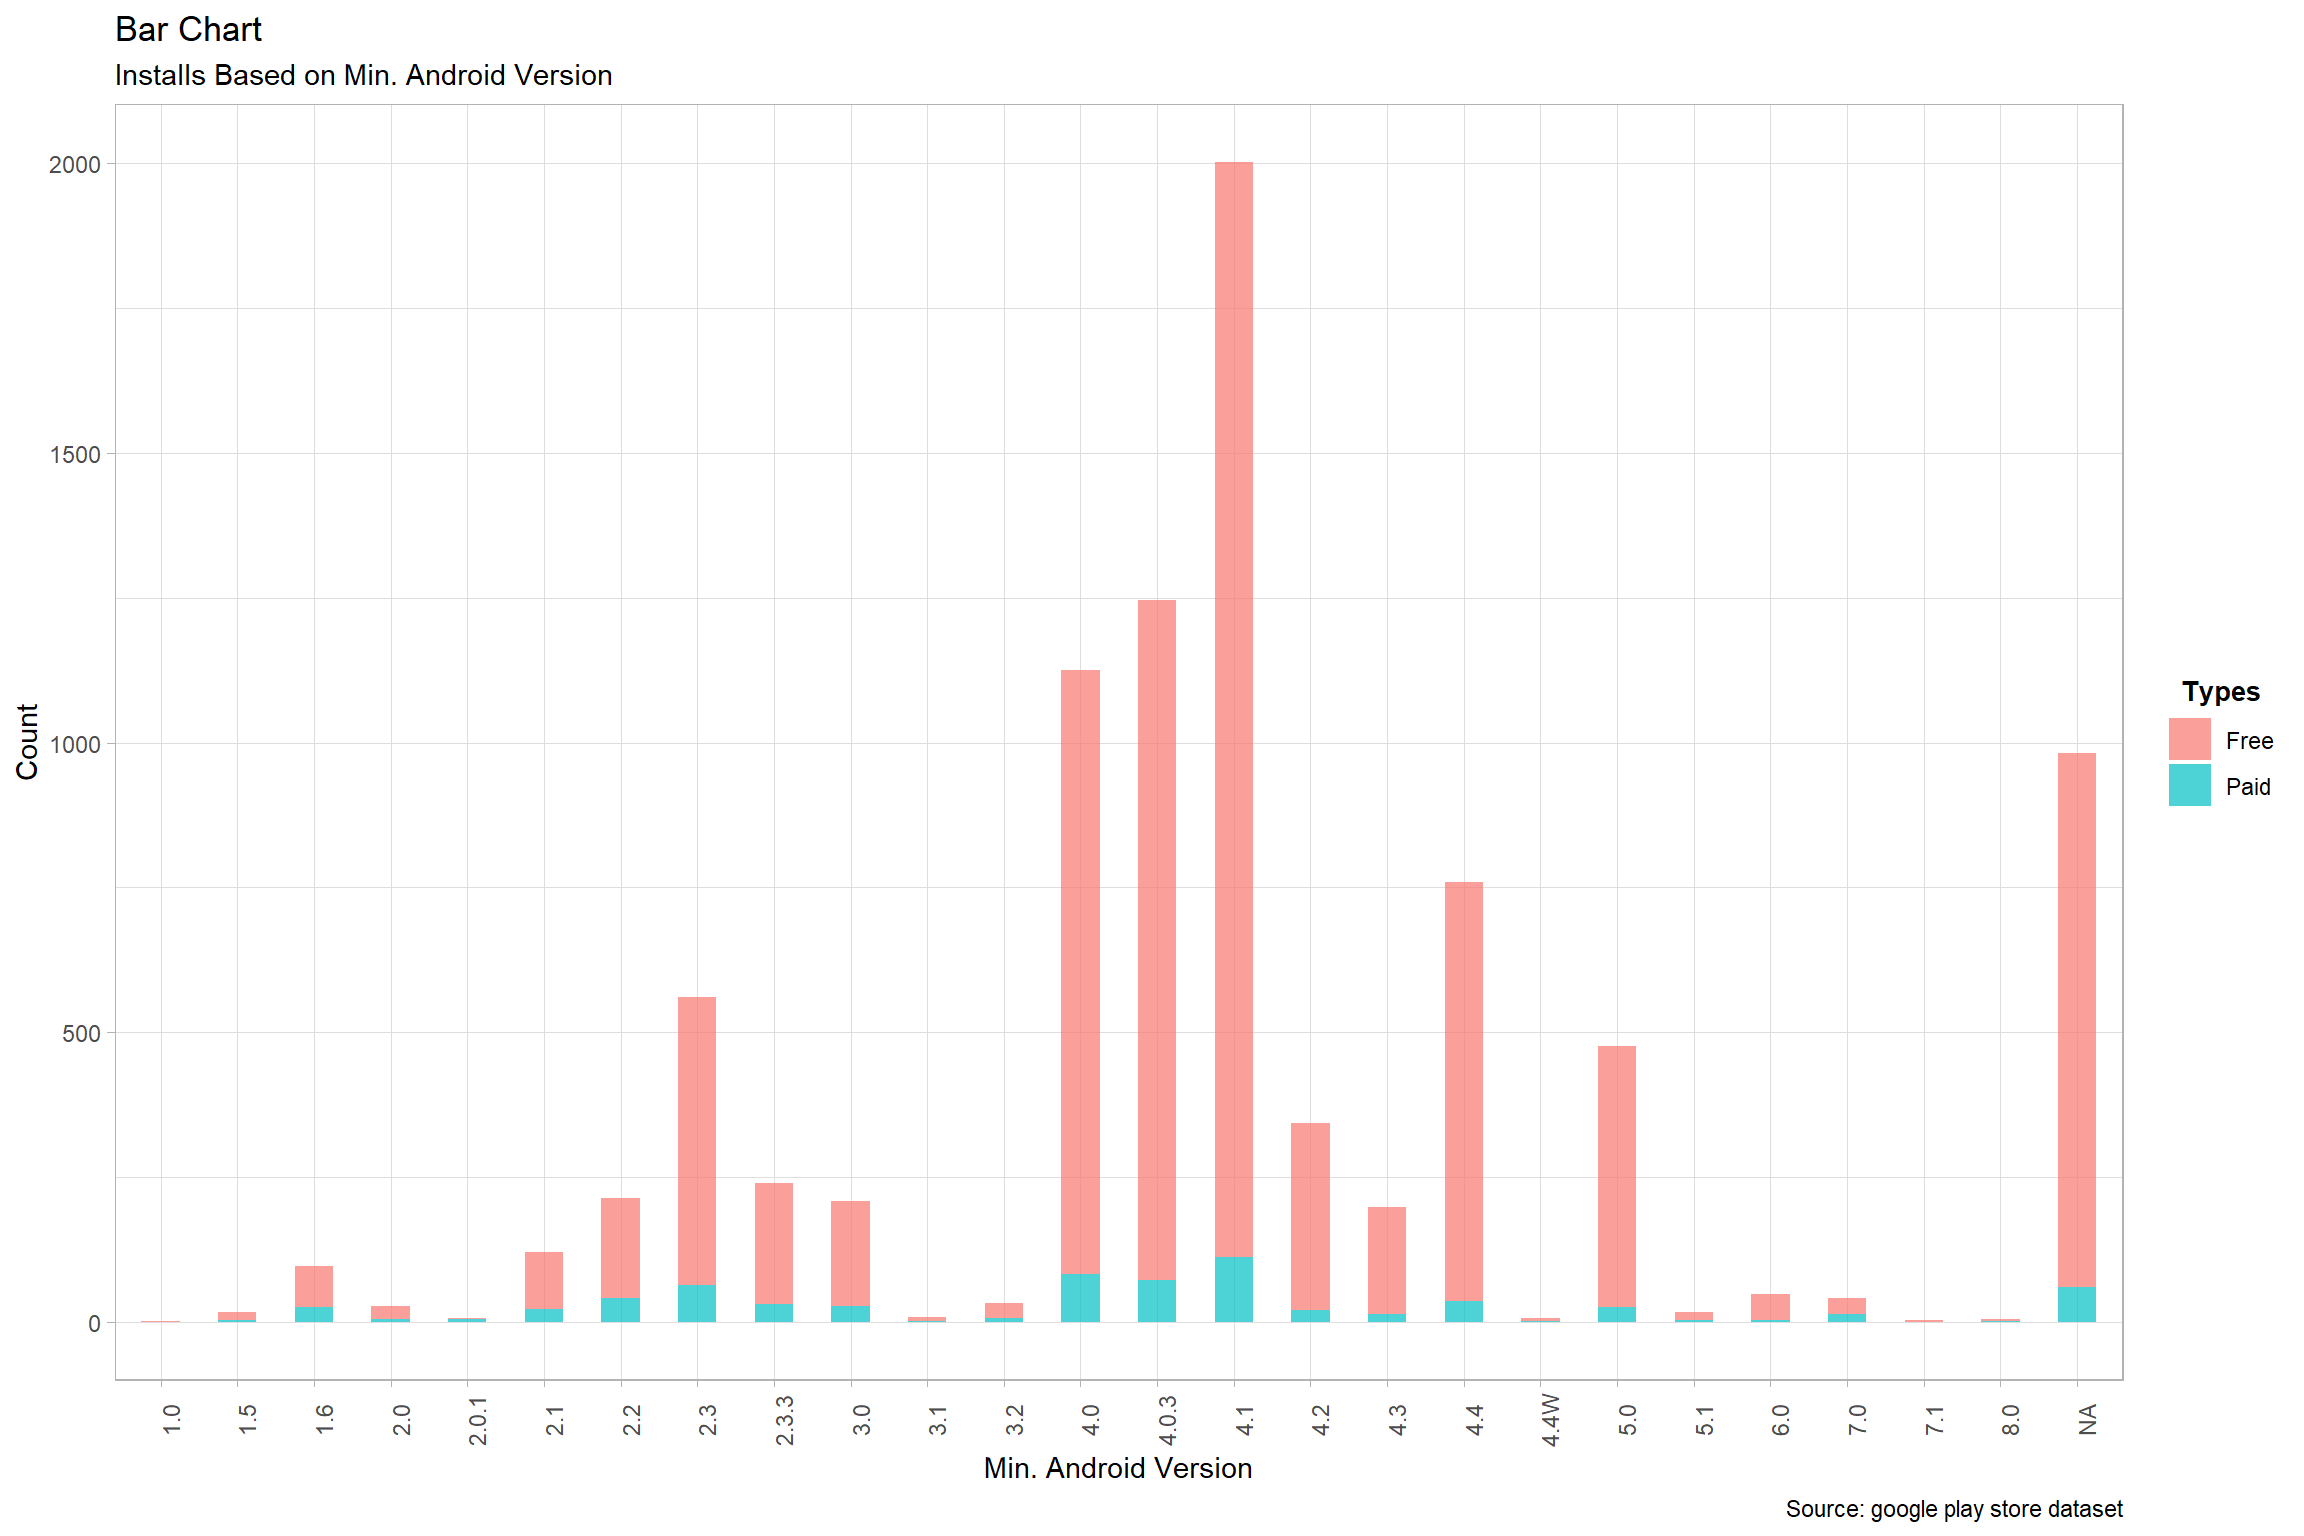 Bar Chart
Installs Based on Min. Android Version
2000
1500
1000
500
0
Count
1.0
1.5
1.6
2.0
2.0.1
2.1
2.2
2.3
2.3.3
3.0
3.1
3.2
4.0
4.0.3
4.1
4.2
4.3
4.4
4.4W
5.0
5.1
6.0
7.0
7.1
8.0
NA
Min. Android Version
Types
Free
Paid
Source: google play store dataset